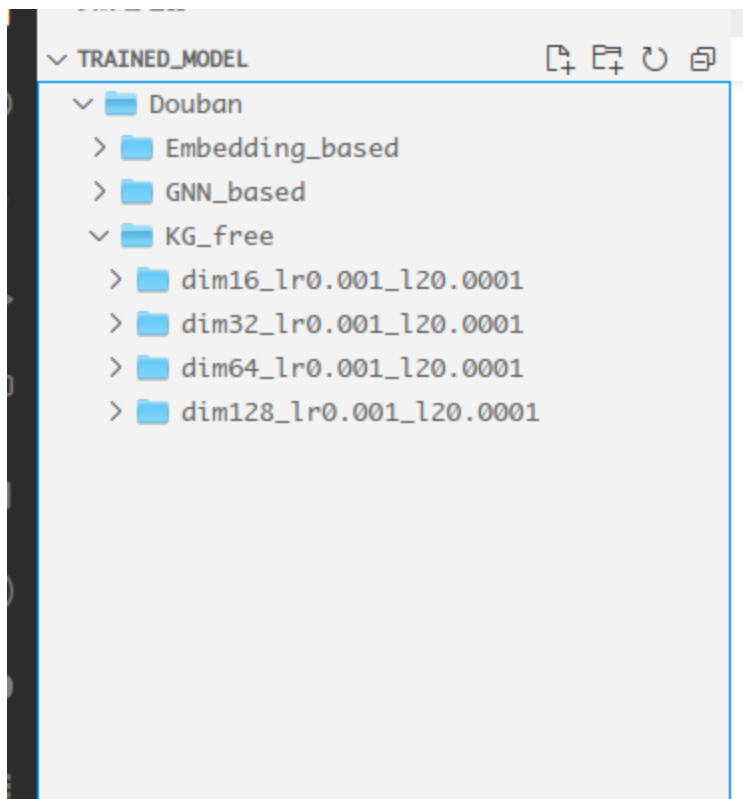 TRAINED_MODEL
Douban
Embedding_based
GNN_based
KG_free
dim16_lr0.001_l20.0001
dim32_lr0.001_l20.0001
dim64_lr0.001_l20.0001
dim128_lr0.001_l20.0001